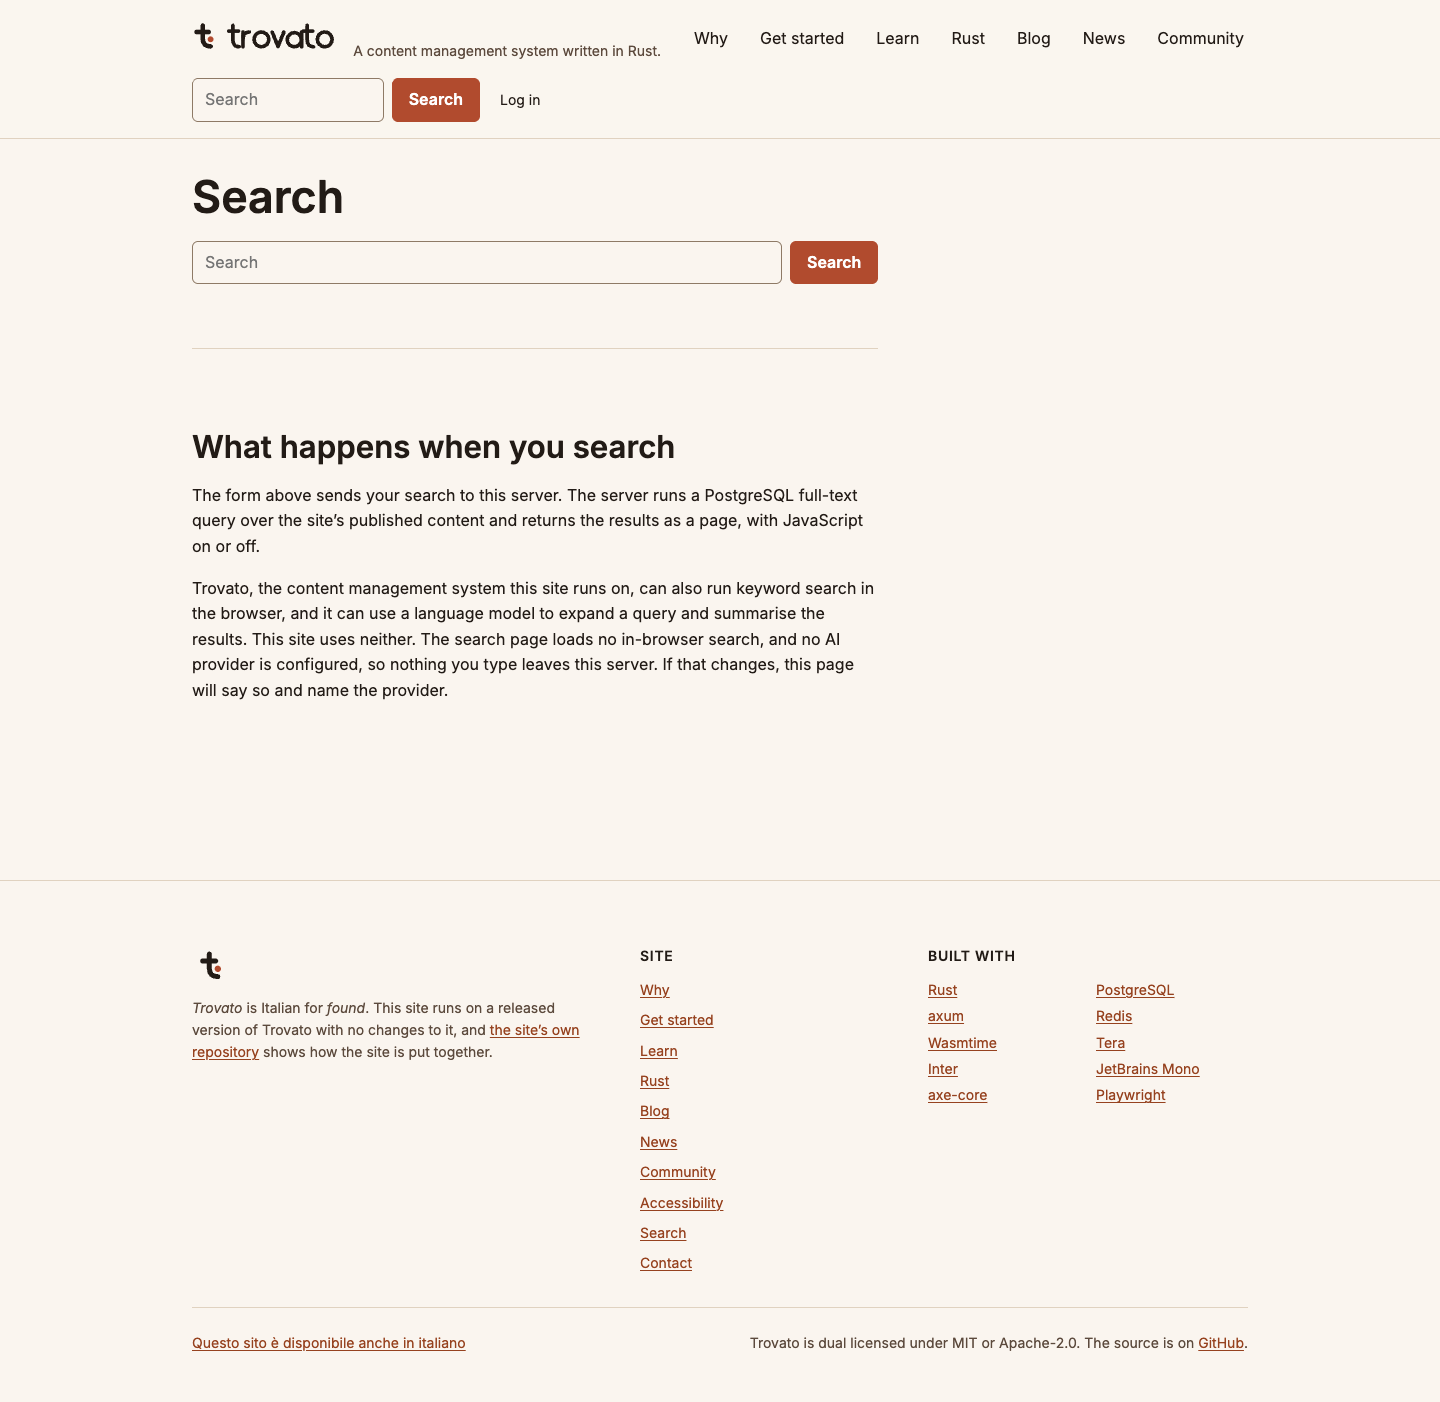 trovato
A content management system written in Rust.
Why
Get started
Learn
Rust
Blog
News
Community
Search
Search
Log in
Search
Search
Search
What happens when you search
The form above sends your search to this server. The server runs a PostgreSQL full-text
query over the site’s published content and returns the results as a page, with JavaScript
on or off.
Trovato, the content management system this site runs on, can also run keyword search in
the browser, and it can use a language model to expand a query and summarise the
results. This site uses neither. The search page loads no in-browser search, and no AI
provider is configured, so nothing you type leaves this server. If that changes, this page
will say so and name the provider.
Trovato is Italian for found. This site runs on a released
version of Trovato with no changes to it, and the site’s own
repository shows how the site is put together.
SITE
Why
Get started
Learn
Rust
Blog
News
Community
Accessibility
Search
Contact
BUILT WITH
Rust
axum
Wasmtime
Inter
axe-core
PostgreSQL
Redis
Tera
JetBrains Mono
Playwright
Questo sito è disponibile anche in italiano
Trovato is dual licensed under MIT or Apache-2.0. The source is on GitHub.